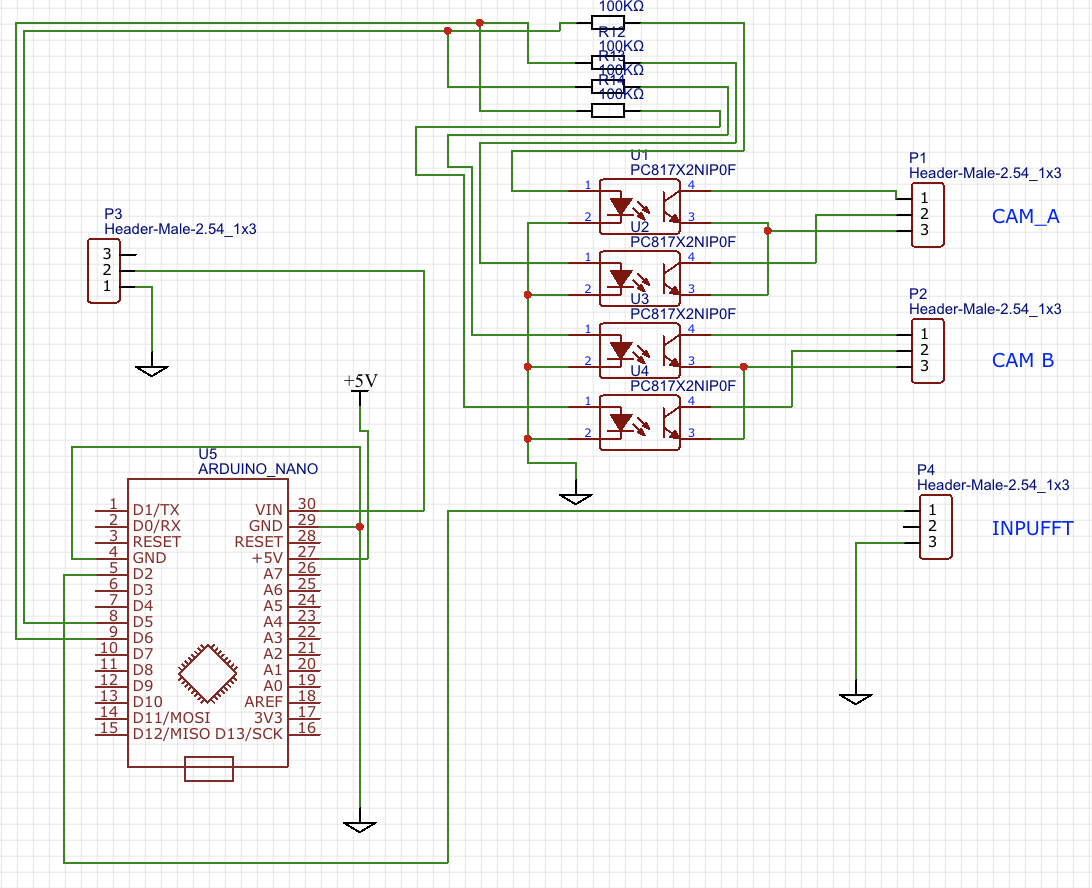 100KΩ
R12
100KΩ
R13
100KΩ
R14
100KΩ
U1
PC817X2NIP0F
1
2
4
3
U2
PC817X2NIP0F
1
2
4
3
U3
PC817X2NIP0F
1
2
4
3
U4
PC817X2NIP0F
1
2
4
3
P1
Header-Male-2.54_1x3
1
2
3
CAM_A
P2
Header-Male-2.54_1x3
1
2
3
CAM B
P3
Header-Male-2.54_1x3
3
2
1
+5V
P4
Header-Male-2.54_1x3
1
2
3
INPUFFT
U5
ARDUINO_NANO
1 D1/TX VIN 30
2 D0/RX GND 29
3 RESET RESET 28
4 GND +5V 27
5 D2 A7 26
6 D3 A6 25
7 D4 A5 24
8 D5 A4 23
9 D6 A3 22
10 D7 A2 21
11 D8 A1 20
12 D9 A0 19
13 D10 AREF 18
14 D11/MOSI 3V3 17
15 D12/MISO D13/SCK 16